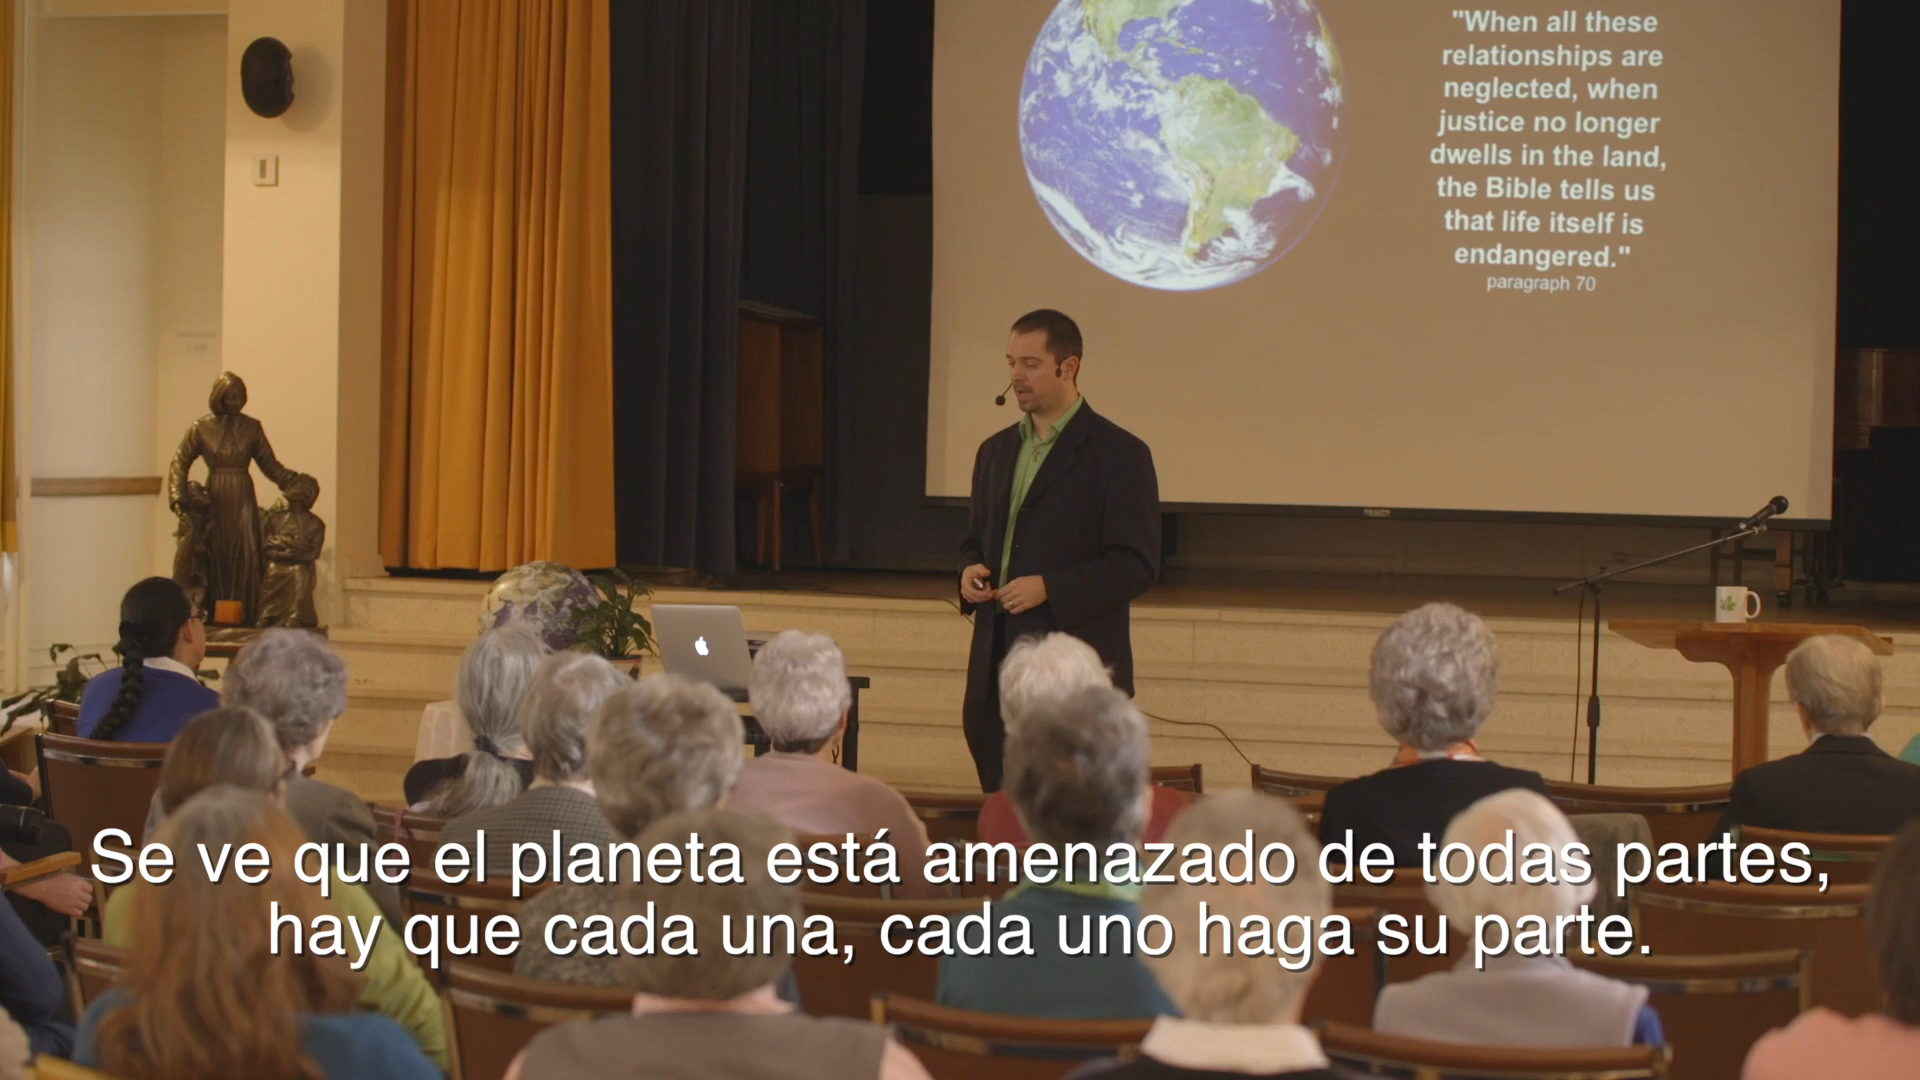 "When all these
relationships are
neglected, when
justice no longer
dwells in the land,
the Bible tells us
that life itself is
endangered."
paragraph 70
Se ve que el planeta está amenazado de todas partes,
hay que cada una, cada uno haga su parte.